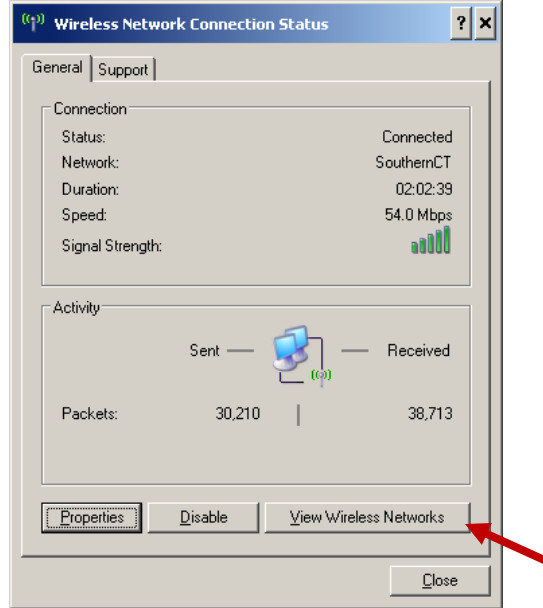 Wireless Network Connection Status
General Support
Connection
Status: Connected
Network: SouthernCT
Duration: 02:02:39
Speed: 54.0 Mbps
Signal Strength:
Activity
Sent Received
Packets: 30,210 38,713
Properties Disable View Wireless Networks
Close